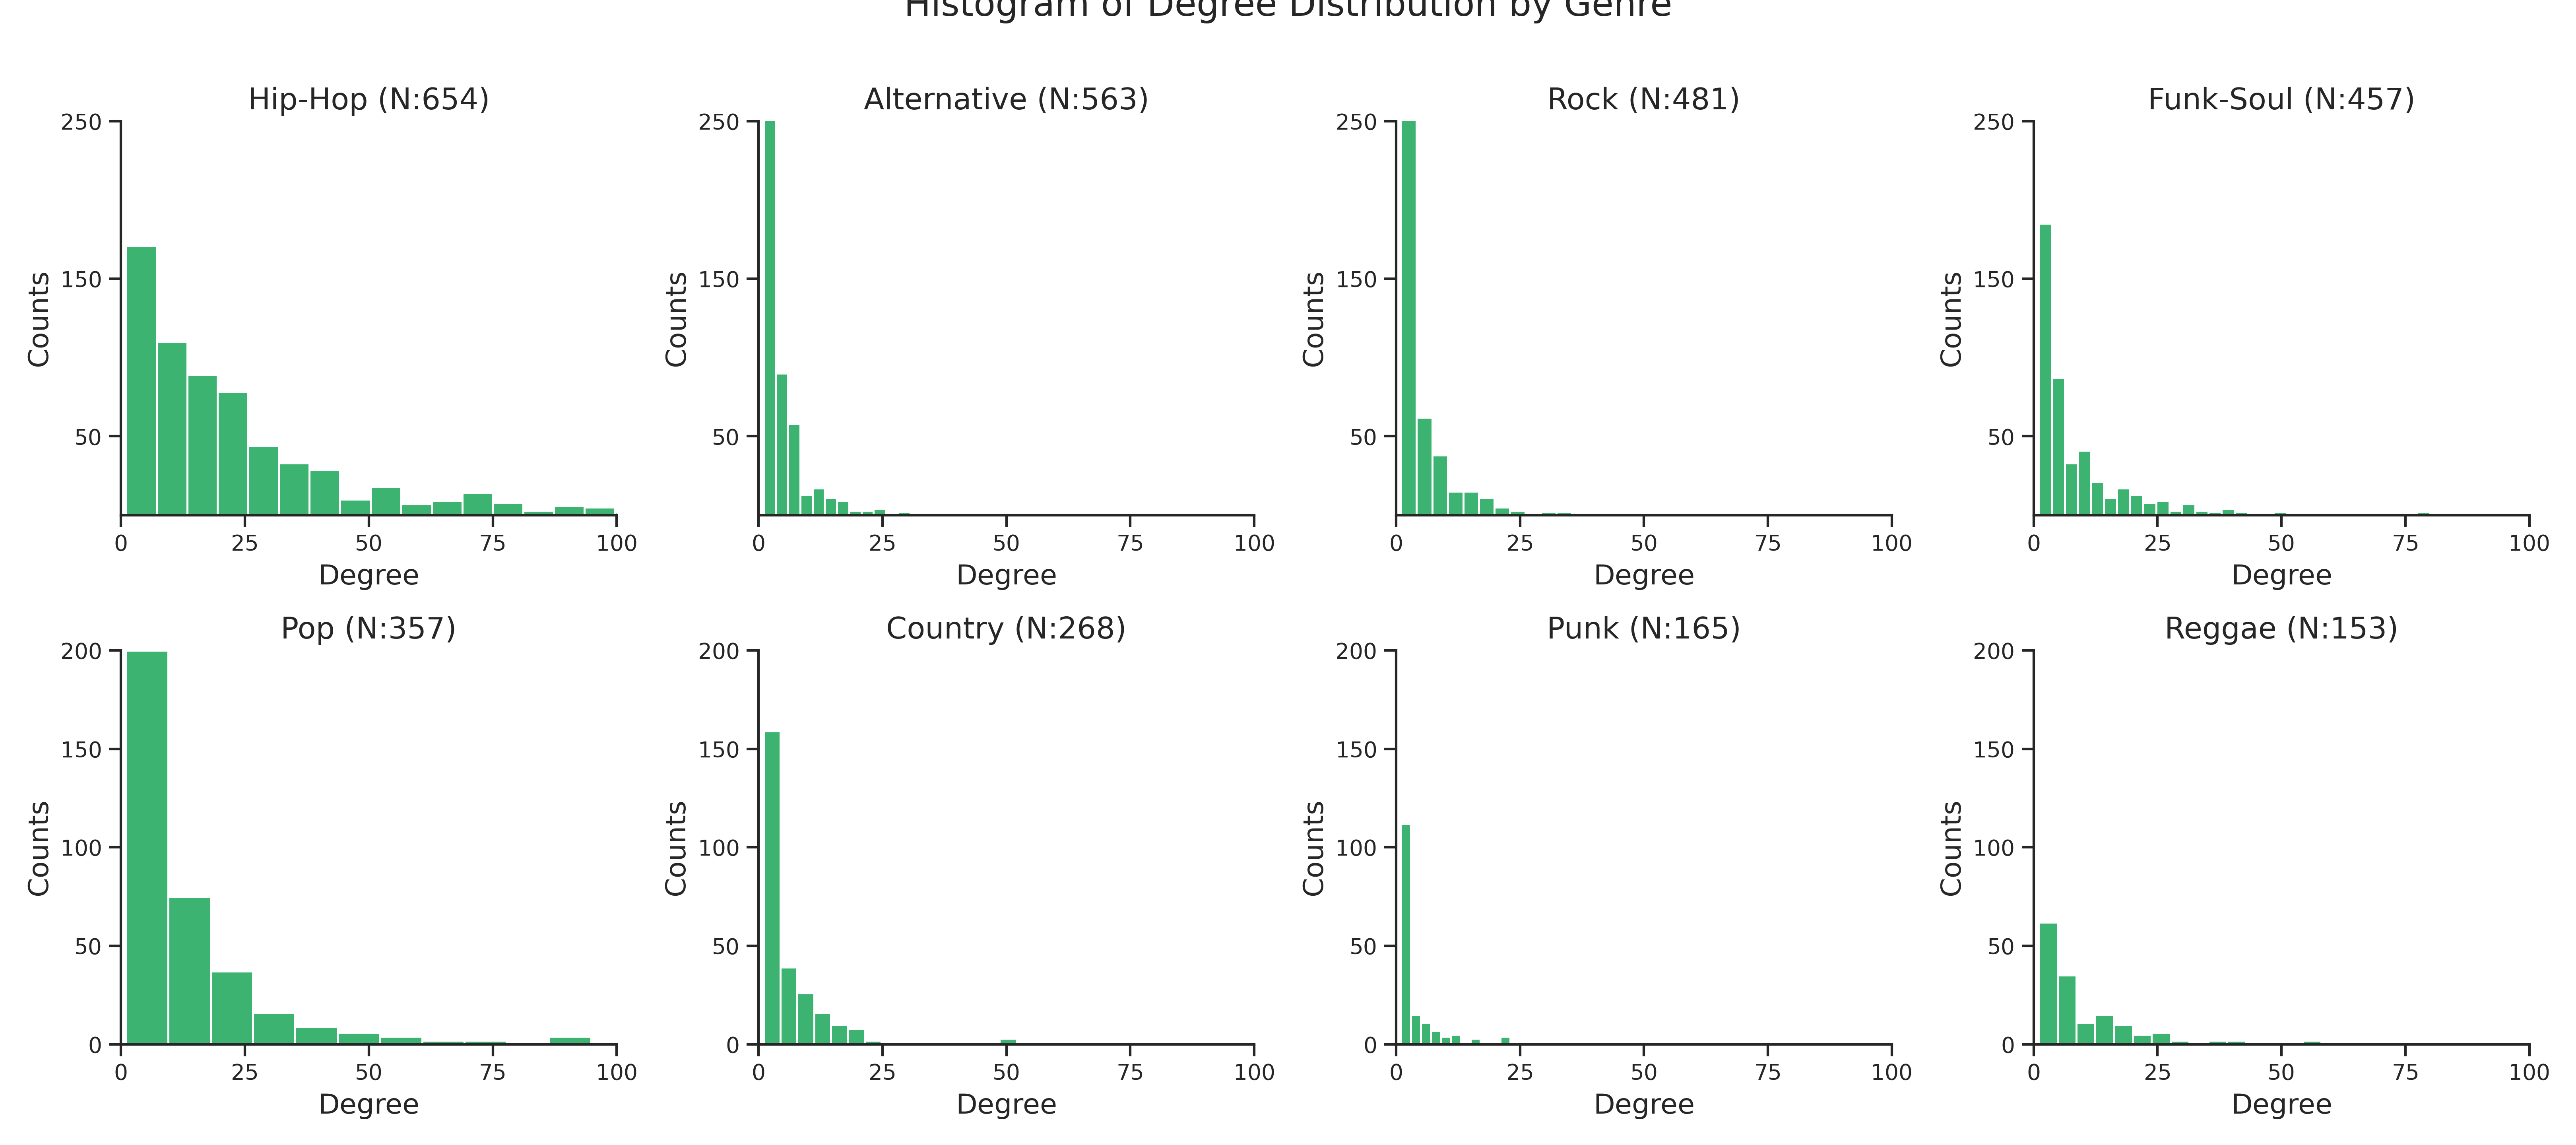 Histogram of Degree Distribution by Genre
Hip-Hop (N:654)
Alternative (N:563)
Rock (N:481)
Funk-Soul (N:457)
250
150
50
Counts
0 25 50 75 100
Degree
250
150
50
Counts
0 25 50 75 100
Degree
250
150
50
Counts
0 25 50 75 100
Degree
250
150
50
Counts
0 25 50 75 100
Degree
Pop (N:357)
Country (N:268)
Punk (N:165)
Reggae (N:153)
200
150
100
50
0
Counts
0 25 50 75 100
Degree
200
150
100
50
0
Counts
0 25 50 75 100
Degree
200
150
100
50
0
Counts
0 25 50 75 100
Degree
200
150
100
50
0
Counts
0 25 50 75 100
Degree